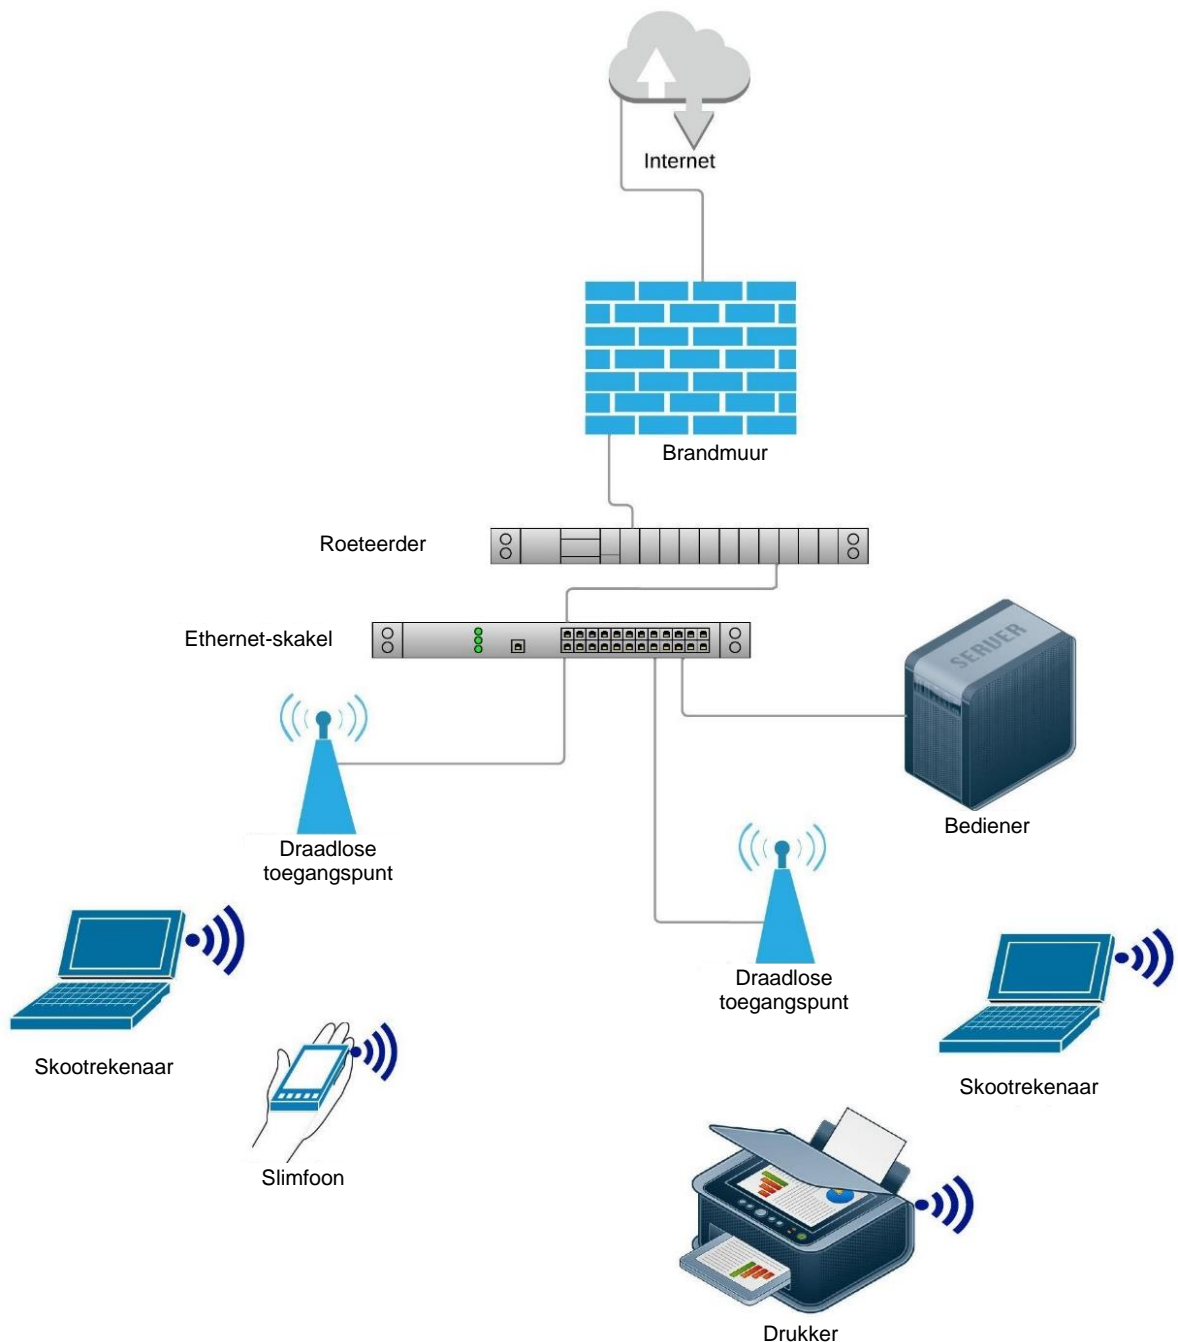 Internet
Brandmuur
Roeteerder
Ethernet-skakel
SERVER
Bediener
Draadlose
toegangspunt
Draadlose
toegangspunt
Skootrekenaar
Skootrekenaar
Slimfoon
Drukker